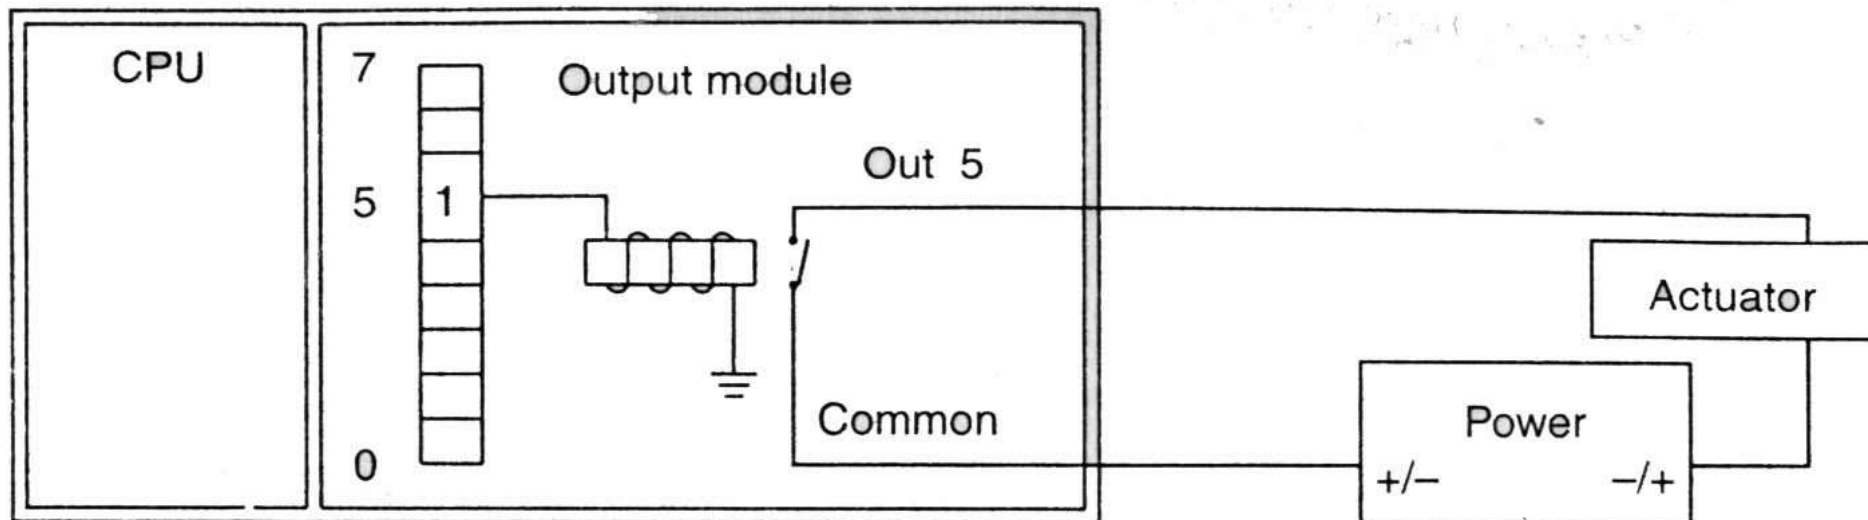 CPU
7
Output module
Out 5
5
1
Actuator
Common
Power
0
+/−
−/+